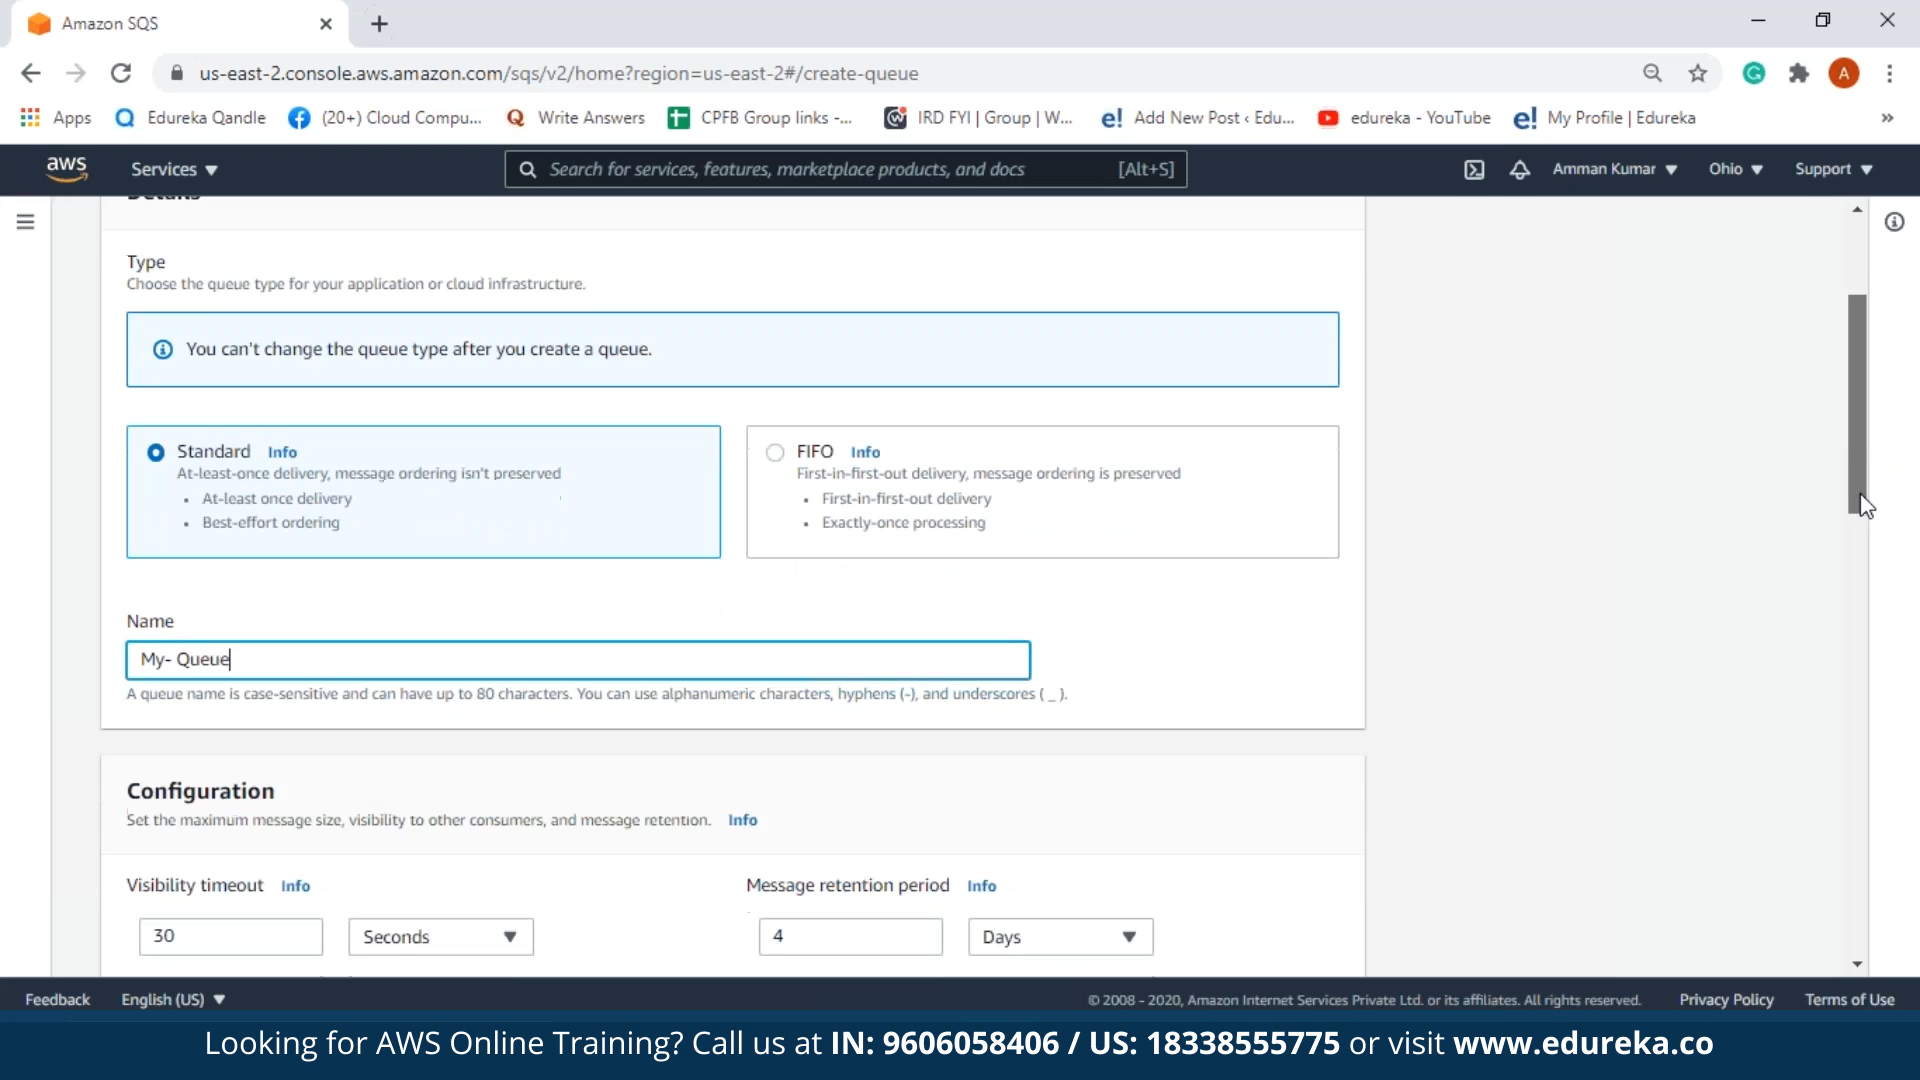 Amazon SQS
us-east-2.console.aws.amazon.com/sqs/v2/home?region=us-east-2#/create-queue
A
Apps Edureka Qandle (20+) Cloud Compu... Write Answers CPFB Group links -... IRD FYI | Group | W... Add New Post ‹ Edu... edureka - YouTube My Profile | Edureka »
aws Services Search for services, features, marketplace products, and docs [Alt+S] Amman Kumar Ohio Support
Details
Type
Choose the queue type for your application or cloud infrastructure.
You can't change the queue type after you create a queue.
Standard Info
At-least-once delivery, message ordering isn't preserved
• At-least once delivery
• Best-effort ordering
FIFO Info
First-in-first-out delivery, message ordering is preserved
• First-in-first-out delivery
• Exactly-once processing
Name
My- Queue
A queue name is case-sensitive and can have up to 80 characters. You can use alphanumeric characters, hyphens (-), and underscores ( _ ).
Configuration
Set the maximum message size, visibility to other consumers, and message retention. Info
Visibility timeout Info
30 Seconds
Message retention period Info
4 Days
Feedback English (US) © 2008 - 2020, Amazon Internet Services Private Ltd. or its affiliates. All rights reserved. Privacy Policy Terms of Use
Looking for AWS Online Training? Call us at IN: 9606058406 / US: 18338555775 or visit www.edureka.co